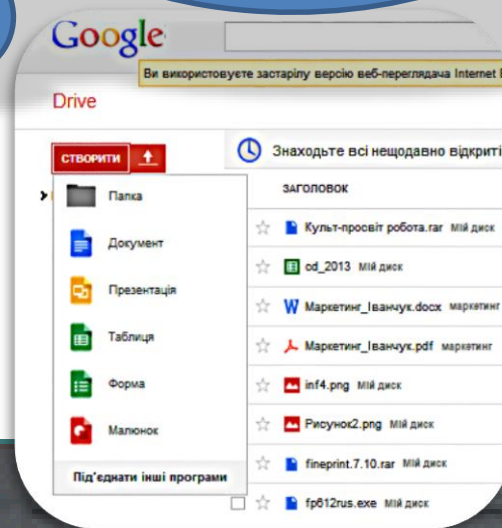 Google
Ви використовуєте застарілу версію веб-переглядача Internet
Drive
СТВОРИТИ
Знаходьте всі нещодавно відкриті
Папка
Документ
Презентація
Таблиця
Форма
Малюнок
Під'єднати інші програми
ЗАГОЛОВОК
Культ-просвіт робота.rar Мій диск
cd_2013 Мій диск
Маркетинг_Іванчук.docx маркетинг
Маркетинг_Іванчук.pdf маркетинг
inf4.png Мій диск
Рисунок2.png Мій диск
fineprint.7.10.rar Мій диск
fp612rus.exe Мій диск